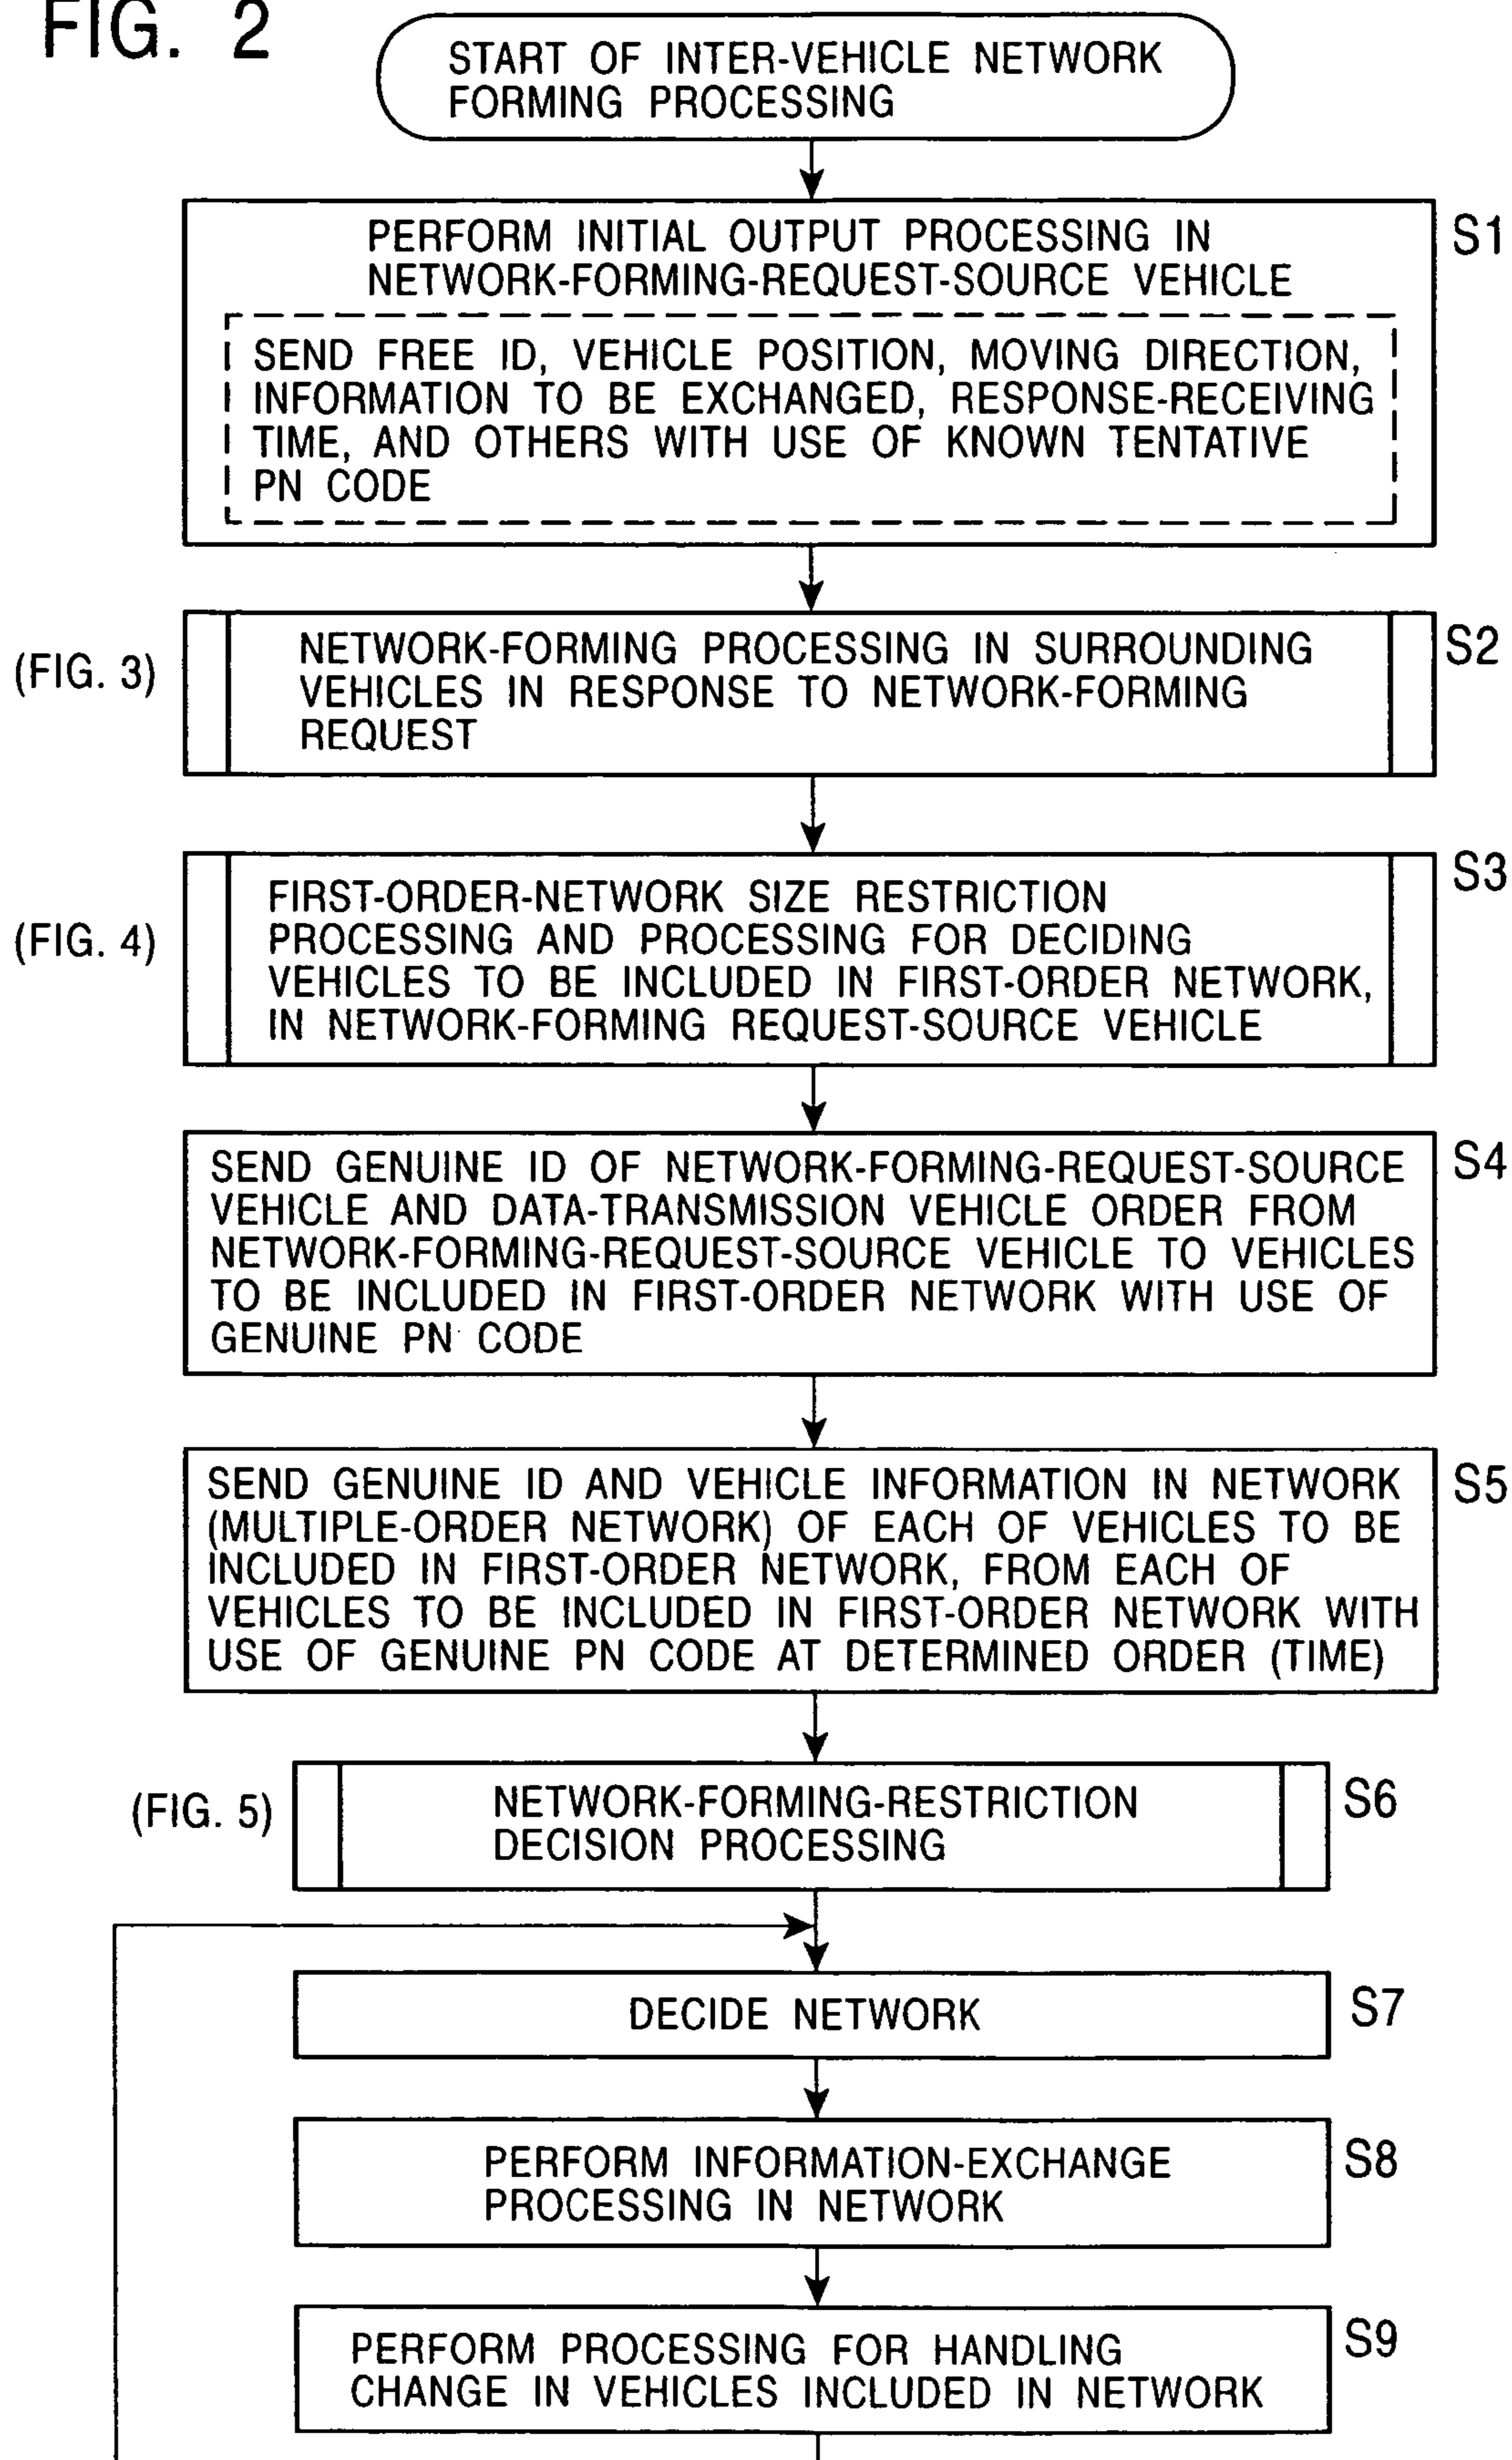 FIG. 2
START OF INTER-VEHICLE NETWORK
FORMING PROCESSING
PERFORM INITIAL OUTPUT PROCESSING IN
NETWORK-FORMING-REQUEST-SOURCE VEHICLE
S1
SEND FREE ID, VEHICLE POSITION, MOVING DIRECTION,
INFORMATION TO BE EXCHANGED, RESPONSE-RECEIVING
TIME, AND OTHERS WITH USE OF KNOWN TENTATIVE
PN CODE
(FIG. 3)
NETWORK-FORMING PROCESSING IN SURROUNDING
VEHICLES IN RESPONSE TO NETWORK-FORMING
REQUEST
S2
(FIG. 4)
FIRST-ORDER-NETWORK SIZE RESTRICTION
PROCESSING AND PROCESSING FOR DECIDING
VEHICLES TO BE INCLUDED IN FIRST-ORDER NETWORK,
IN NETWORK-FORMING REQUEST-SOURCE VEHICLE
S3
SEND GENUINE ID OF NETWORK-FORMING-REQUEST-SOURCE
VEHICLE AND DATA-TRANSMISSION VEHICLE ORDER FROM
NETWORK-FORMING-REQUEST-SOURCE VEHICLE TO VEHICLES
TO BE INCLUDED IN FIRST-ORDER NETWORK WITH USE OF
GENUINE PN CODE
S4
SEND GENUINE ID AND VEHICLE INFORMATION IN NETWORK
(MULTIPLE-ORDER NETWORK) OF EACH OF VEHICLES TO BE
INCLUDED IN FIRST-ORDER NETWORK, FROM EACH OF
VEHICLES TO BE INCLUDED IN FIRST-ORDER NETWORK WITH
USE OF GENUINE PN CODE AT DETERMINED ORDER (TIME)
S5
(FIG. 5)
NETWORK-FORMING-RESTRICTION
DECISION PROCESSING
S6
DECIDE NETWORK
S7
PERFORM INFORMATION-EXCHANGE
PROCESSING IN NETWORK
S8
PERFORM PROCESSING FOR HANDLING
CHANGE IN VEHICLES INCLUDED IN NETWORK
S9